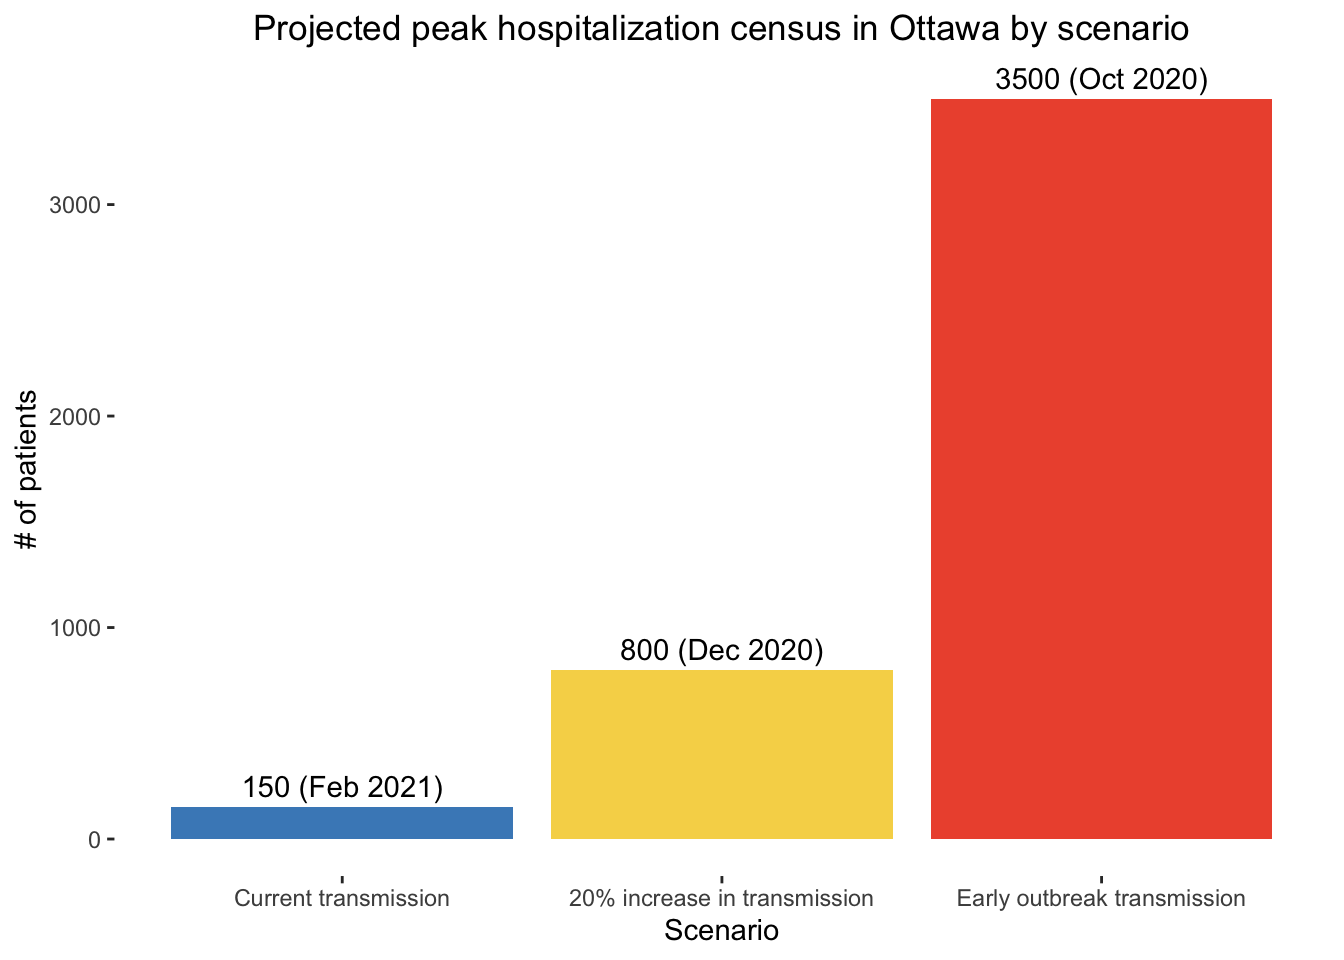 Projected peak hospitalization census in Ottawa by scenario
3500 (Oct 2020)
3000
2000
1000
0
# of patients
800 (Dec 2020)
150 (Feb 2021)
Current transmission
20% increase in transmission
Early outbreak transmission
Scenario